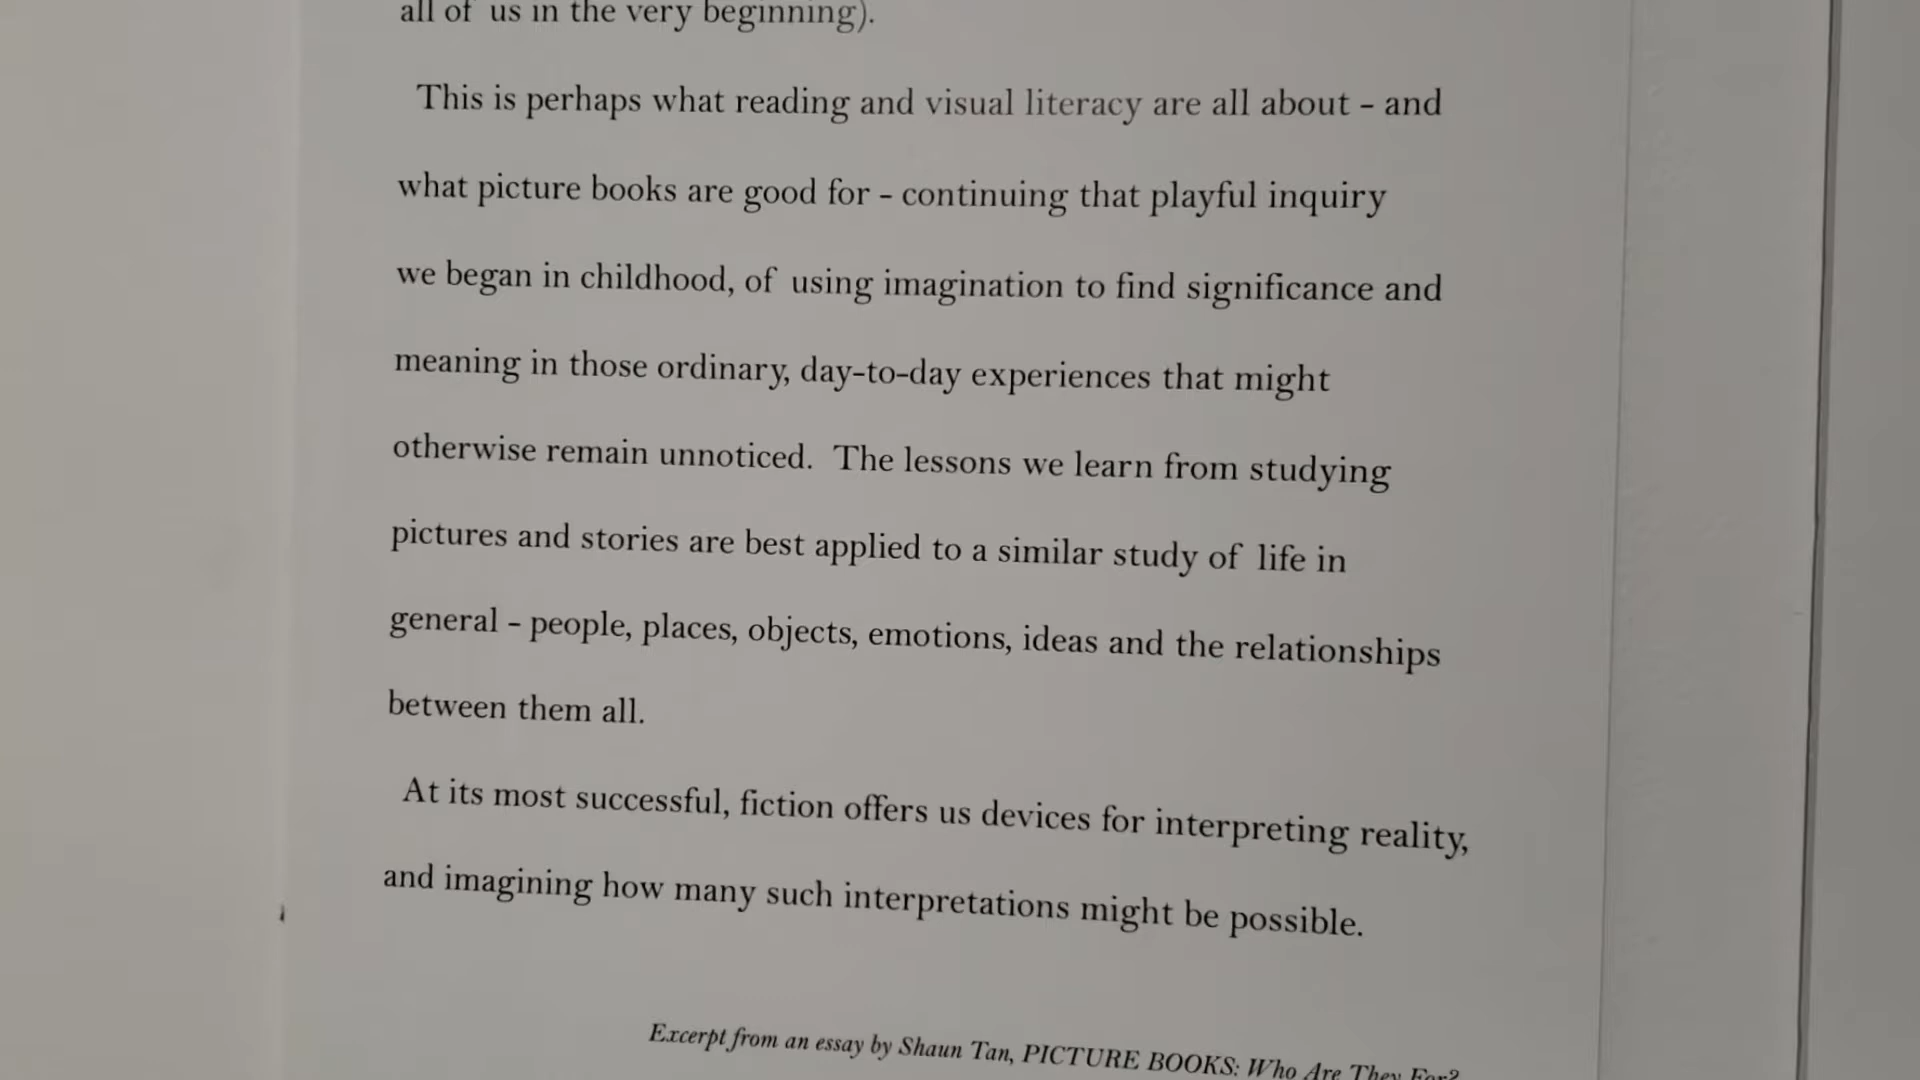 all of us in the very beginning).
This is perhaps what reading and visual literacy are all about – and
what picture books are good for – continuing that playful inquiry
we began in childhood, of using imagination to find significance and
meaning in those ordinary, day-to-day experiences that might
otherwise remain unnoticed. The lessons we learn from studying
pictures and stories are best applied to a similar study of life in
general – people, places, objects, emotions, ideas and the relationships
between them all.
At its most successful, fiction offers us devices for interpreting reality,
and imagining how many such interpretations might be possible.
Excerpt from an essay by Shaun Tan, PICTURE BOOKS: Who Are They For?